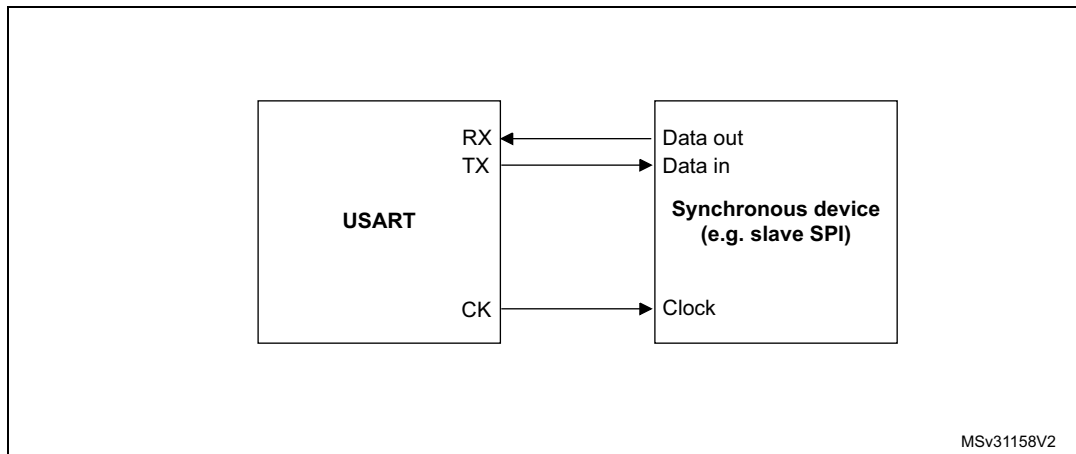 RX
Data out
TX
Data in
USART
Synchronous device
(e.g. slave SPI)
CK
Clock
MSv31158V2